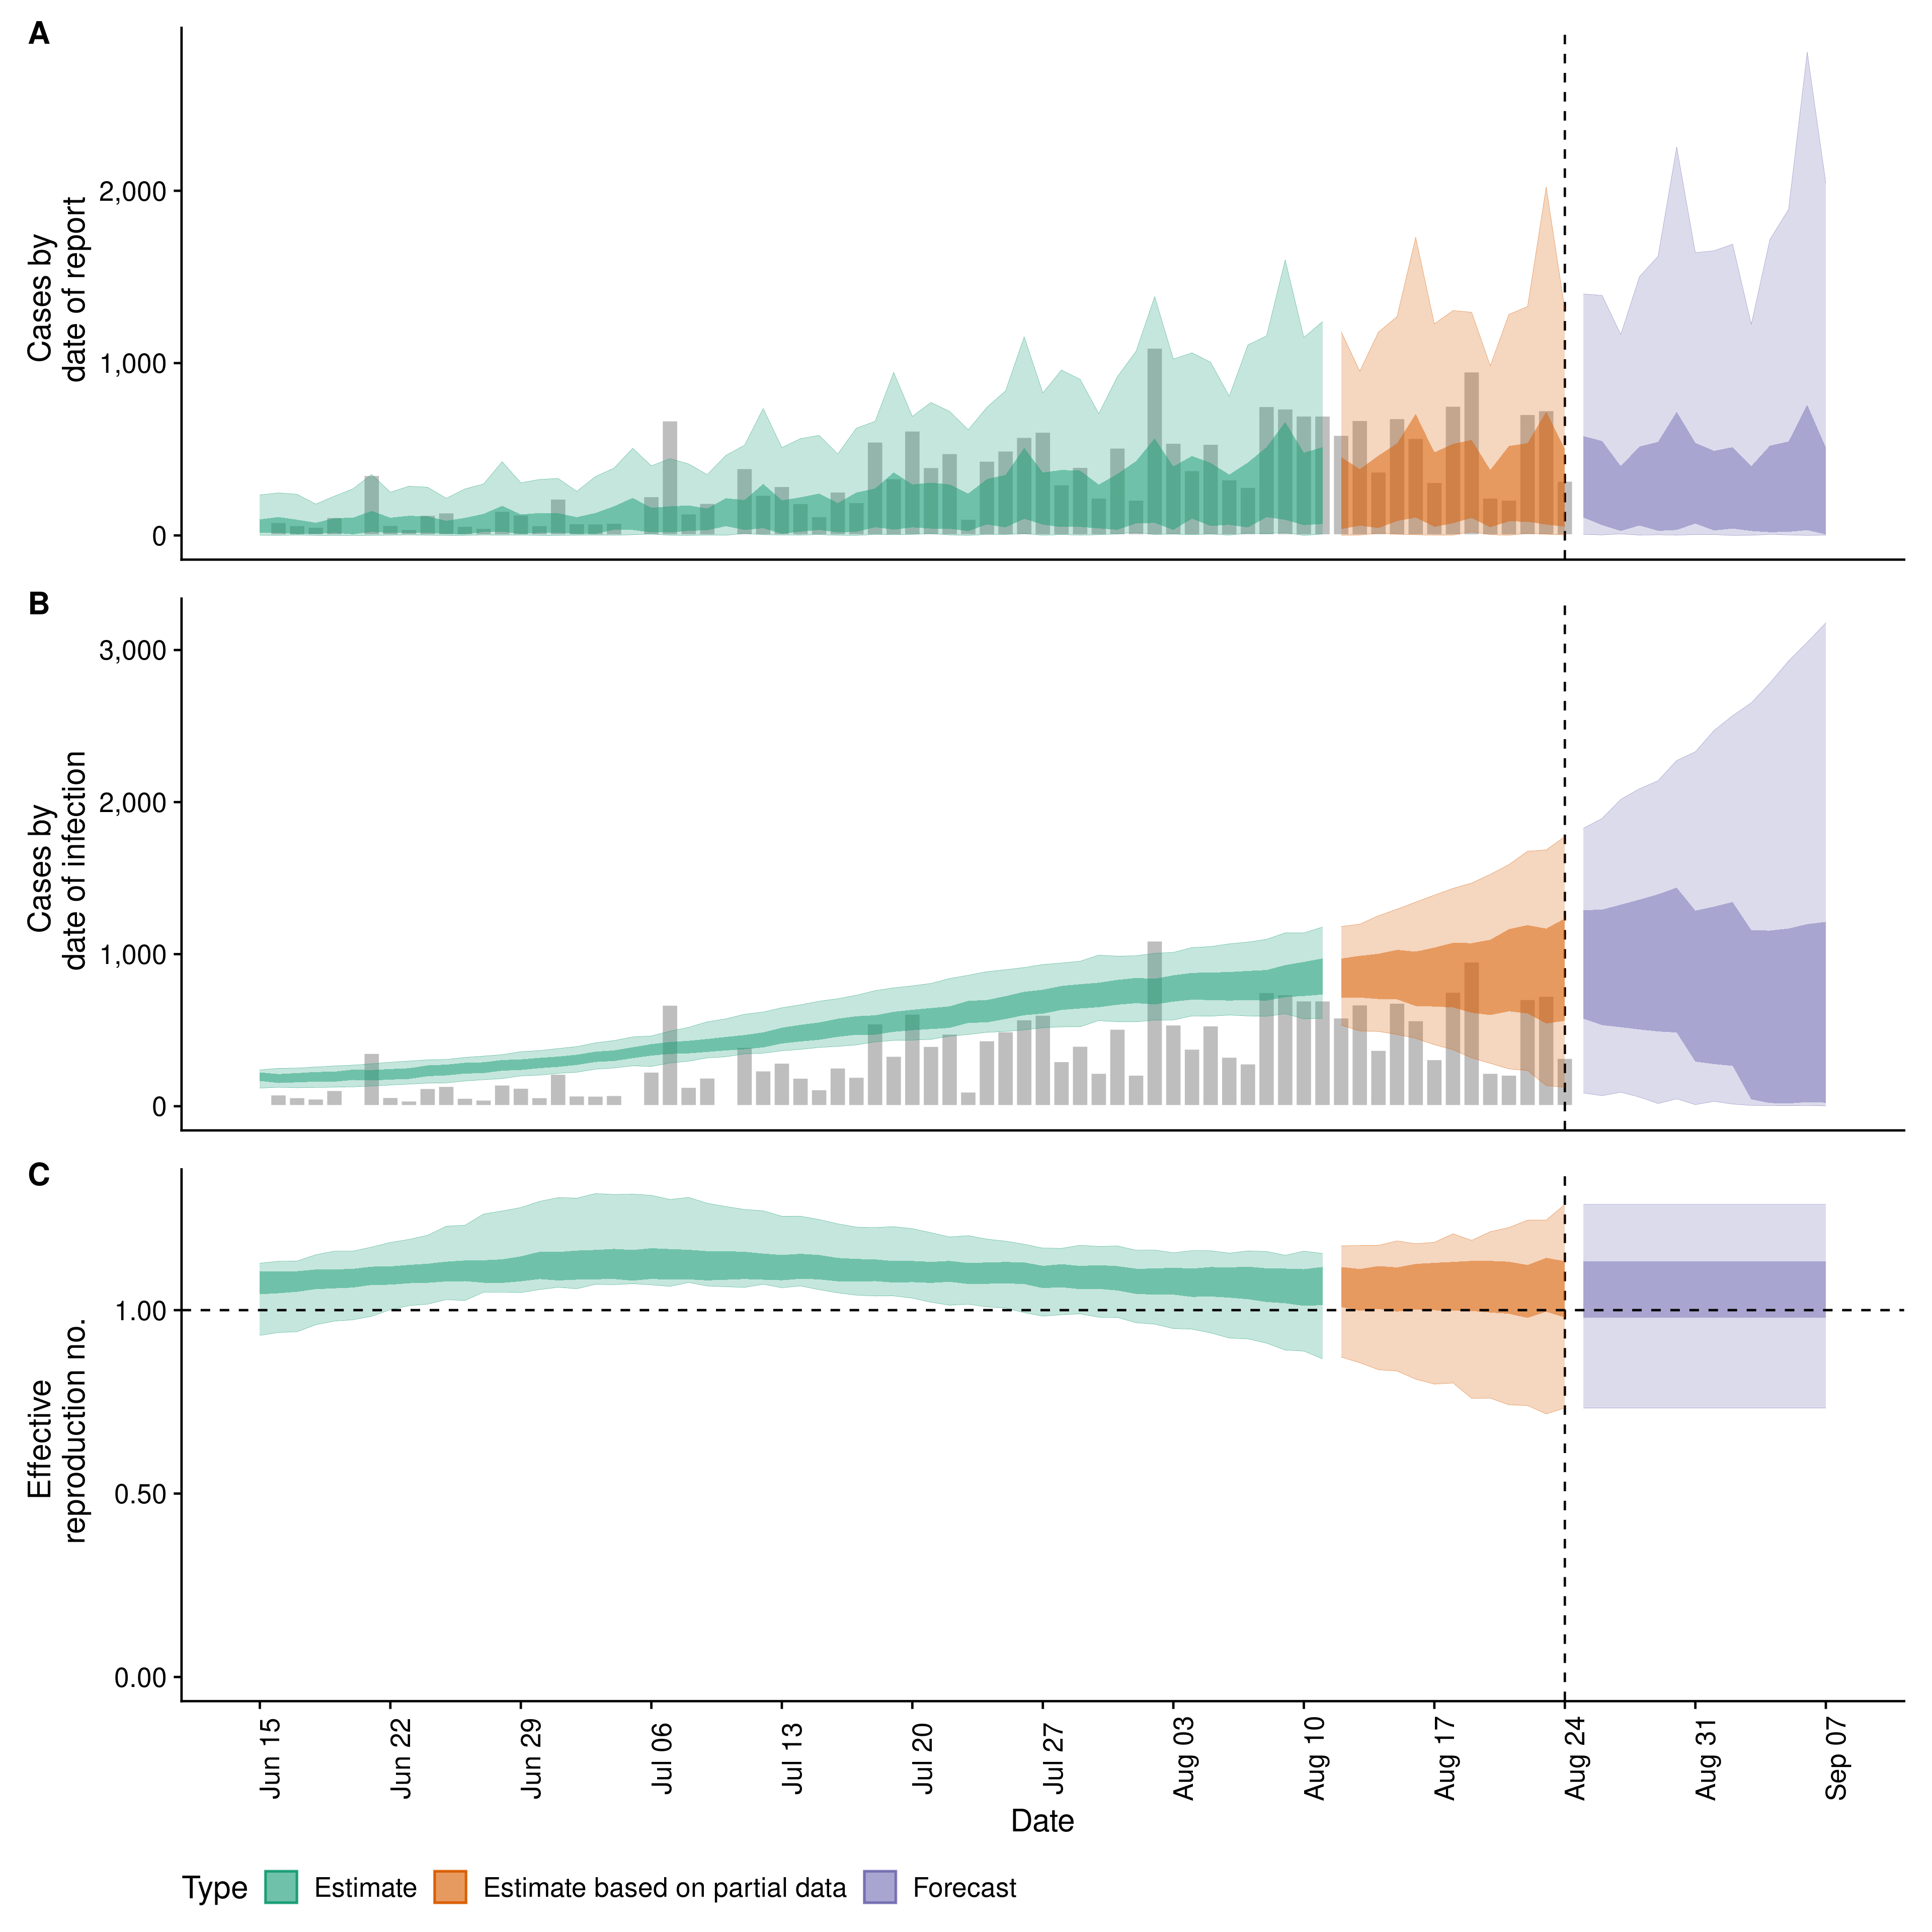 A
Cases by
date of report
2,000
1,000
0
B
Cases by
date of infection
3,000
2,000
1,000
0
C
Effective
reproduction no.
1.00
0.50
0.00
Jun 15
Jun 22
Jun 29
Jul 06
Jul 13
Jul 20
Jul 27
Aug 03
Aug 10
Aug 17
Aug 24
Aug 31
Sep 07
Date
Type Estimate Estimate based on partial data Forecast